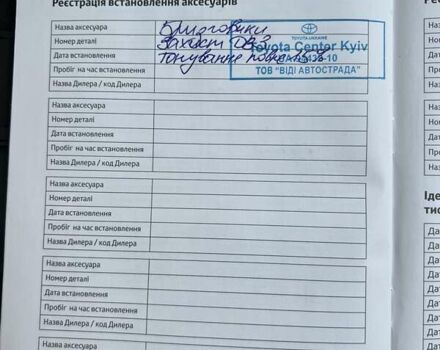 Реєстрація встановлення аксесуарів
Назва аксесуара Бризговики
Номер деталі Захист ДВЗ
Дата встановлення Тонування
Пробіг на час встановлення
Назва Дилера / код Дилера
TOYOTA UKRAINE
Toyota Center Kyiv
ТОВ "ВІДІ АВТОСТРАДА"
Назва аксесуара
Номер деталі
Дата встановлення
Пробіг на час встановлення
Назва Дилера / код Дилера
Назва аксесуара
Номер деталі
Дата встановлення
Пробіг на час встановлення
Назва Дилера / код Дилера
Назва аксесуара
Номер деталі
Дата встановлення
Пробіг на час встановлення
Назва Дилера / код Дилера
Назва аксесуара